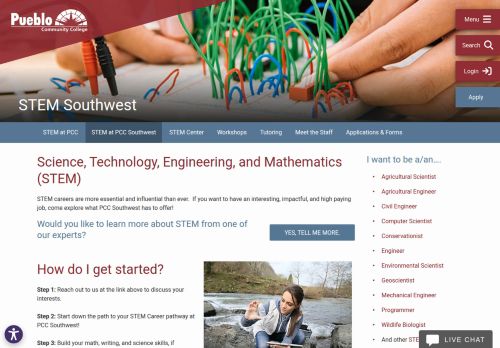 Pueblo
Community College
Menu
Search
Login
Apply
STEM Southwest
STEM at PCC
STEM at PCC Southwest
STEM Center
Workshops
Tutoring
Meet the Staff
Applications & Forms
Science, Technology, Engineering, and Mathematics
(STEM)
STEM careers are more essential and influential than ever.  If you want to have an interesting, impactful, and high paying
job, come explore what PCC Southwest has to offer!
Would you like to learn more about STEM from one of
our experts?
YES, TELL ME MORE.
How do I get started?
Step 1: Reach out to us at the link above to discuss your
interests.
Step 2: Start down the path to your STEM Career pathway at
PCC Southwest!
Step 3: Build your math, writing, and science skills, if
I want to be a/an….
Agricultural Scientist
Agricultural Engineer
Civil Engineer
Computer Scientist
Conservationist
Engineer
Environmental Scientist
Geoscientist
Mechanical Engineer
Programmer
Wildlife Biologist
And other STEM
LIVE CHAT